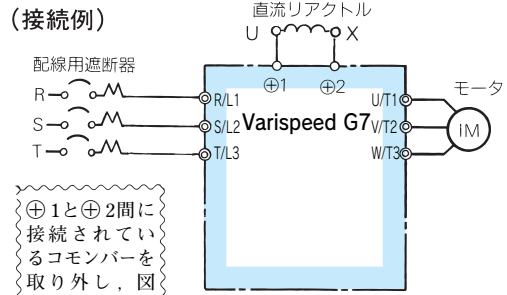 (接続例)
直流リアクトル
U X
配線用遮断器
⊕1 ⊕2
モータ
R R/L1 U/T1
S S/L2 Varispeed G7 V/T2 IM
T T/L3 W/T3
⊕1と⊕2間に
接続されてい
るコモンバーを
取り外し，図